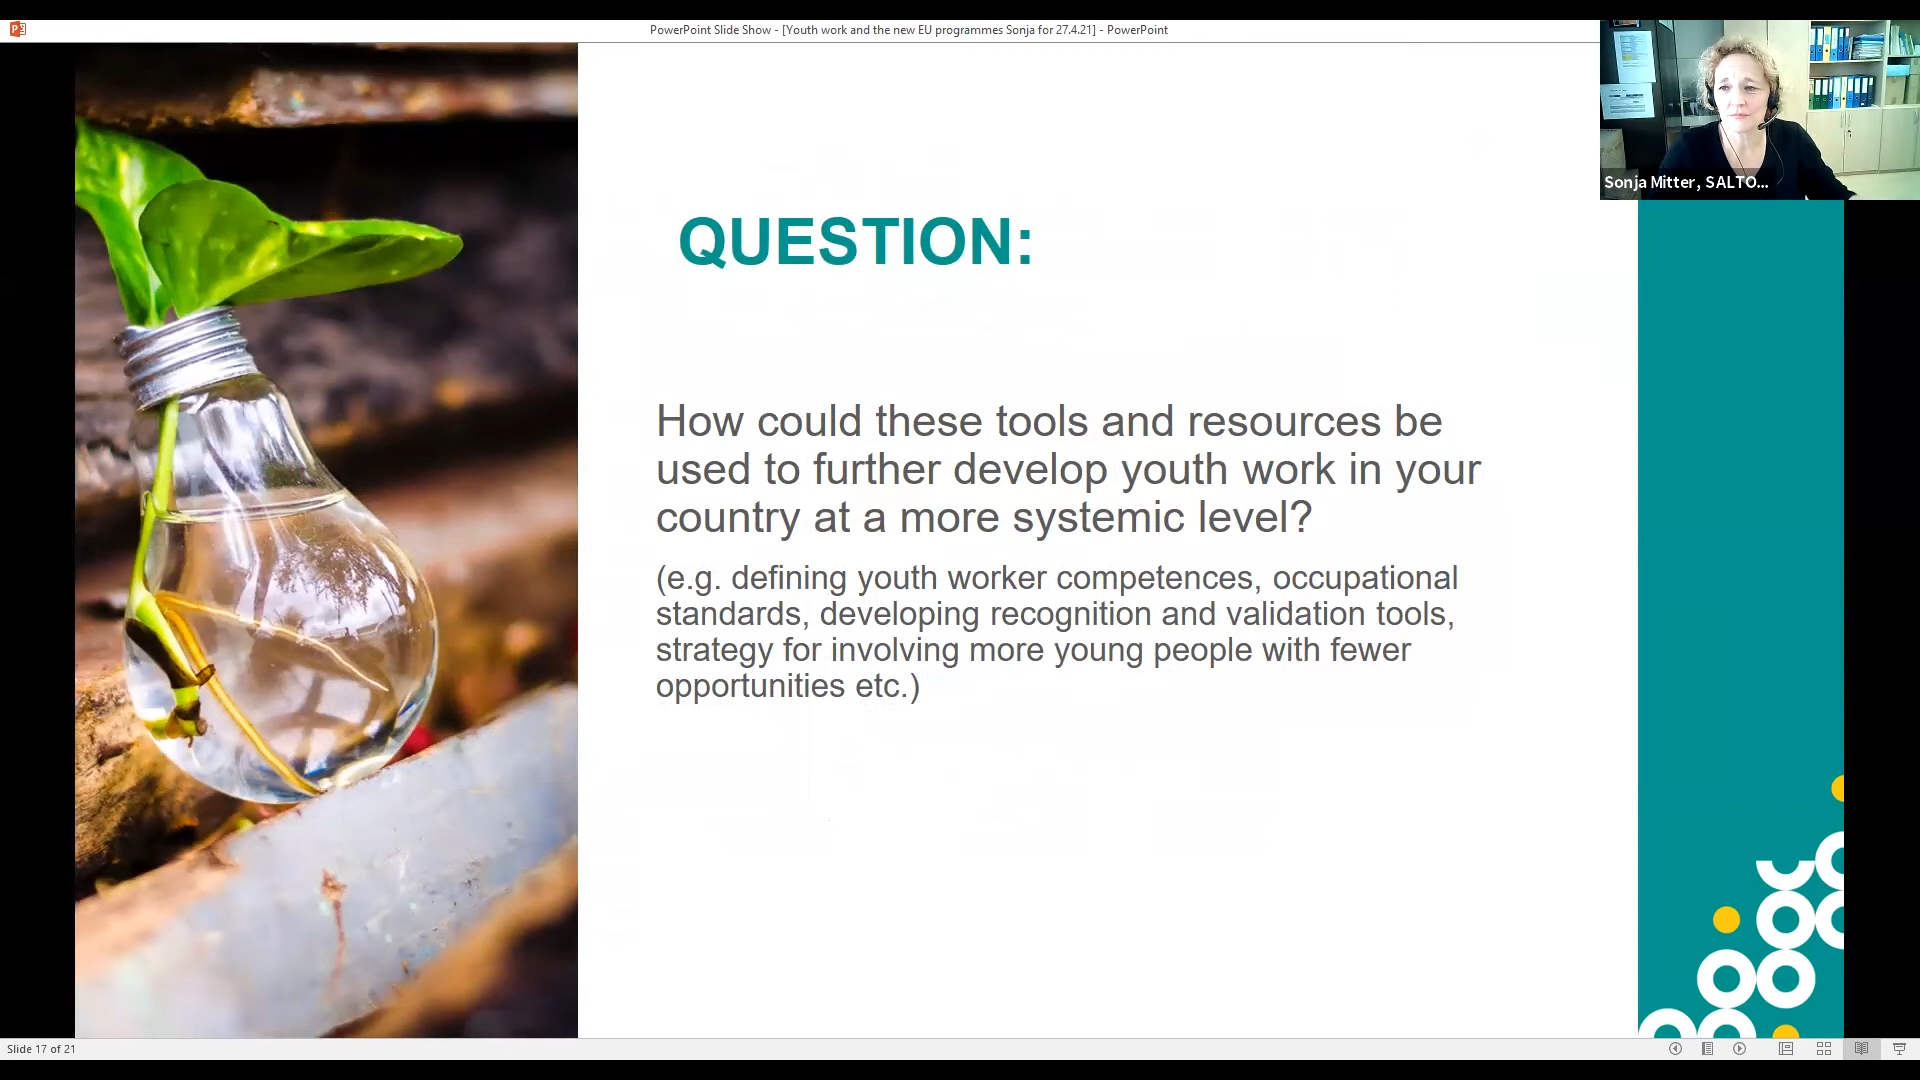 PowerPoint Slide Show - [Youth work and the new EU programmes Sonja for 27.4.21] - PowerPoint
Sonja Mitter, SALTO...
QUESTION:
How could these tools and resources be
used to further develop youth work in your
country at a more systemic level?
(e.g. defining youth worker competences, occupational
standards, developing recognition and validation tools,
strategy for involving more young people with fewer
opportunities etc.)
Slide 17 of 21